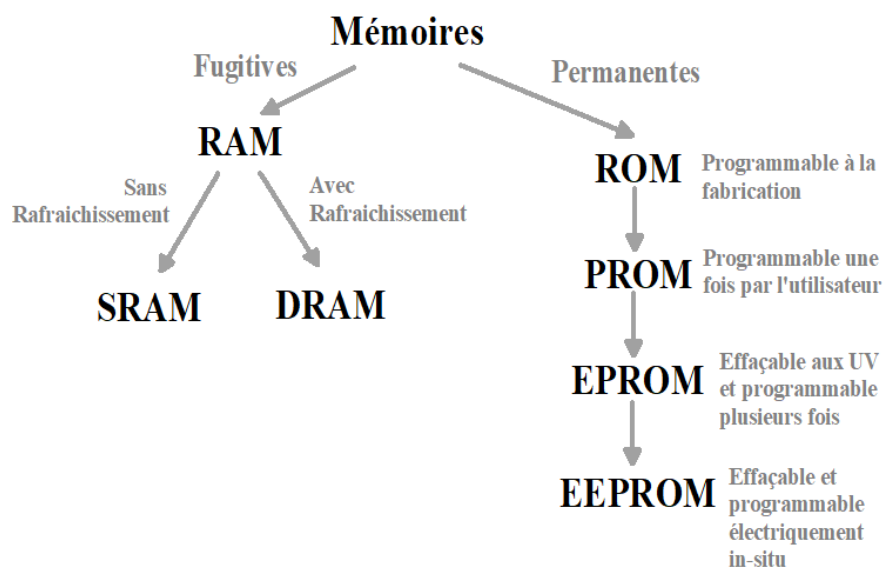 Mémoires
Fugitives
Permanentes
RAM
Sans
Rafraichissement
Avec
Rafraichissement
SRAM
DRAM
ROM
Programmable à la
fabrication
PROM
Programmable une
fois par l'utilisateur
EPROM
Effaçable aux UV
et programmable
plusieurs fois
EEPROM
Effaçable et
programmable
électriquement
in-situ